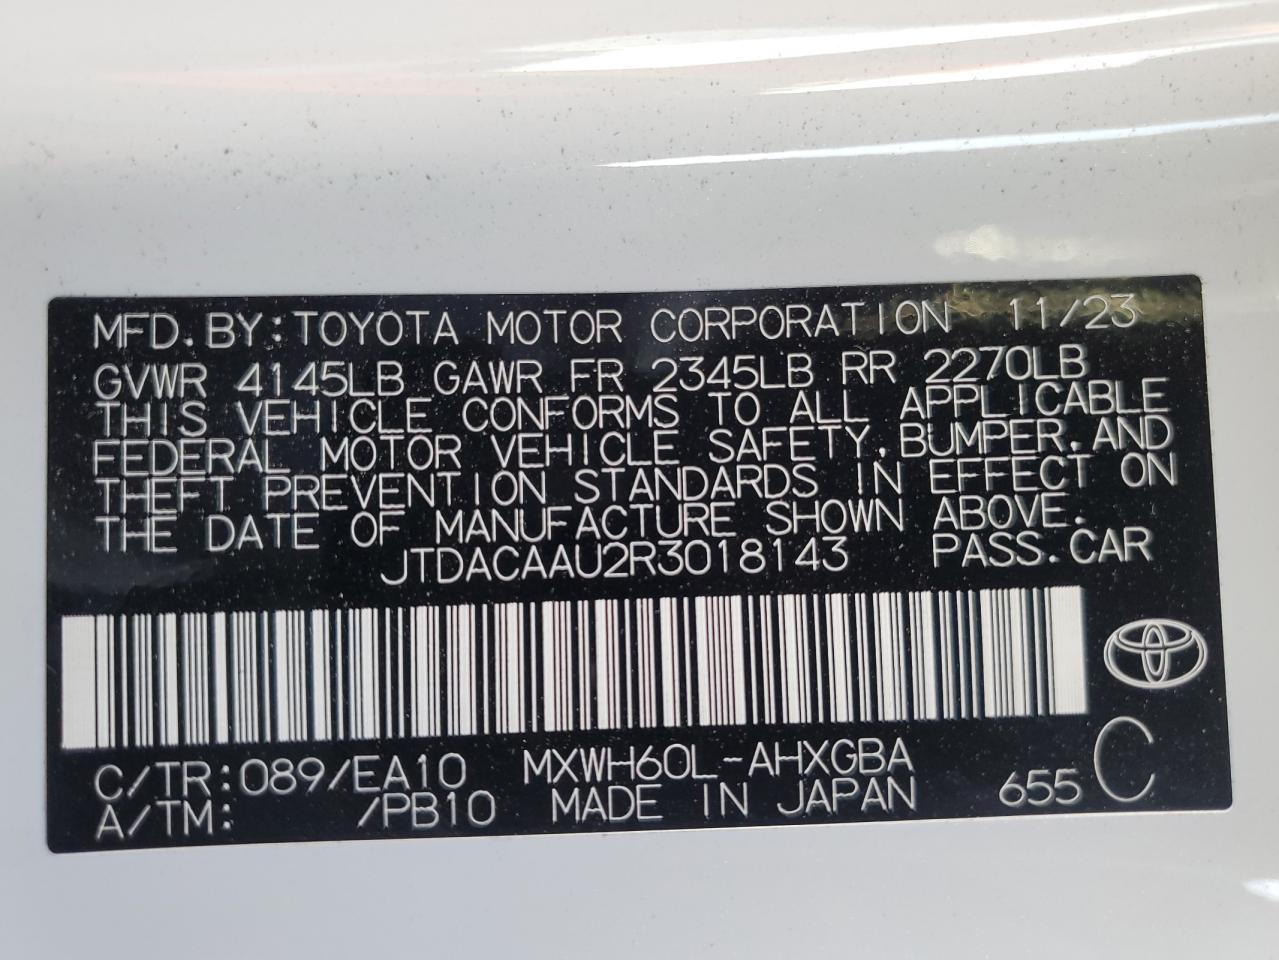 MFD.BY:TOYOTA MOTOR CORPORATION 11/23
GVWR 4145LB GAWR FR 2345LB RR 2270LB
THIS VEHICLE CONFORMS TO ALL APPLICABLE
FEDERAL MOTOR VEHICLE SAFETY,BUMPER,AND
THEFT PREVENTION STANDARDS IN EFFECT ON
THE DATE OF MANUFACTURE SHOWN ABOVE.
JTDACAAU2R3018143 PASS.CAR
C/TR:089/EA10 MXWH60L-AHXGBA
A/TM: /PB10 MADE IN JAPAN 655 C